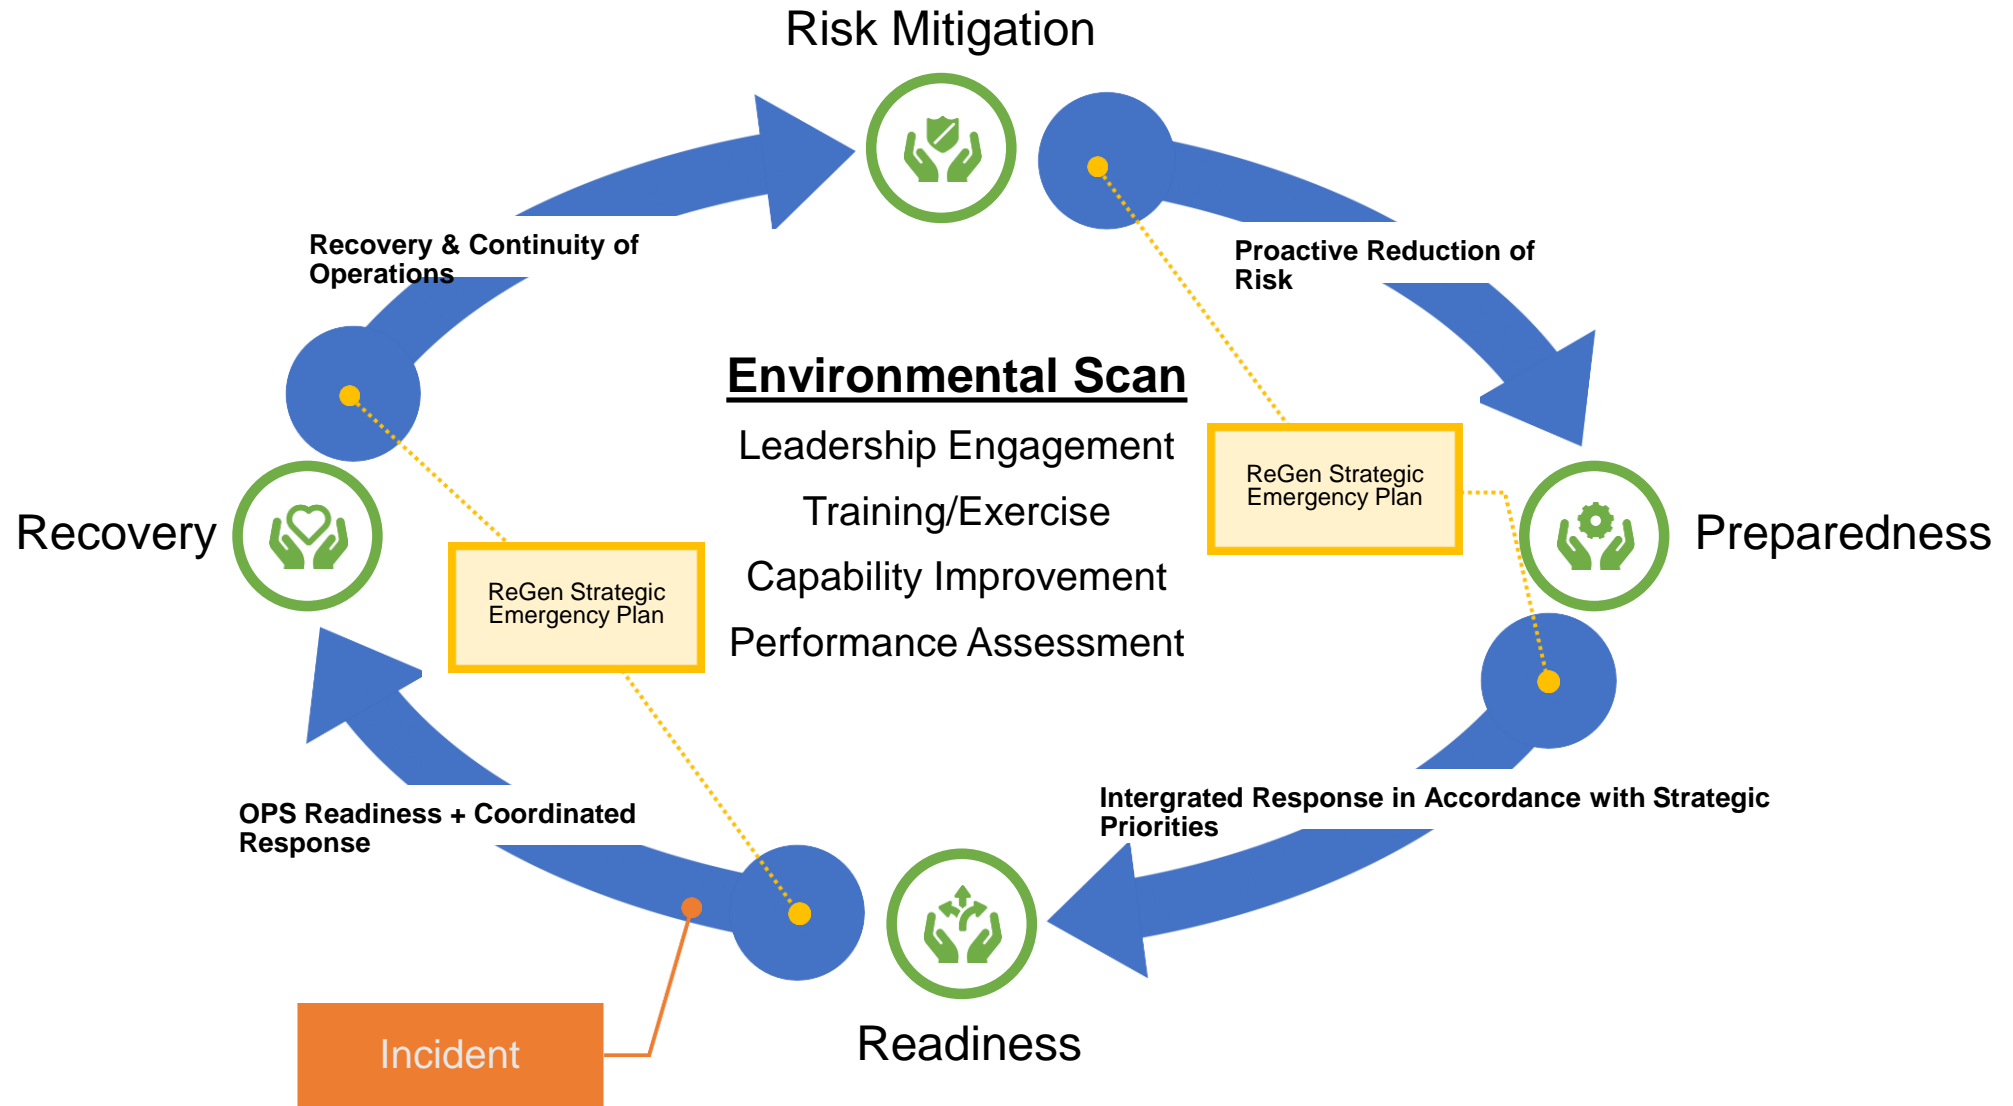 Risk Mitigation
Recovery & Continuity of
Operations
Proactive Reduction of
Risk
Environmental Scan
Leadership Engagement
Training/Exercise
Capability Improvement
Performance Assessment
ReGen Strategic
Emergency Plan
Recovery
Preparedness
ReGen Strategic
Emergency Plan
OPS Readiness + Coordinated
Response
Intergrated Response in Accordance with Strategic
Priorities
Incident
Readiness